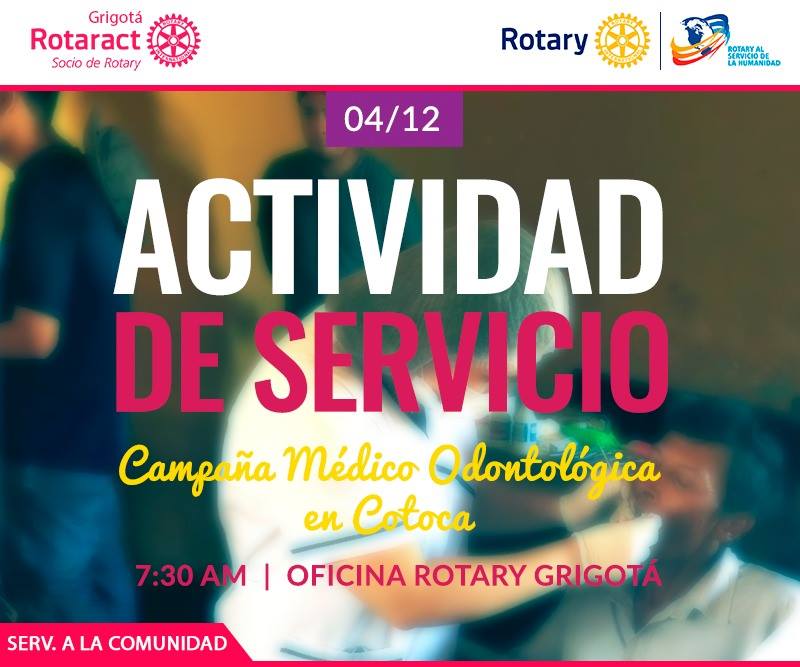 Grigotá
Rotaract
Socio de Rotary
Rotary
ROTARY AL
SERVICIO DE
LA HUMANIDAD
04/12
ACTIVIDAD
DE SERVICIO
Campaña Médico Odontológica
en Cotoca
7:30 AM | OFICINA ROTARY GRIGOTÁ
SERV. A LA COMUNIDAD